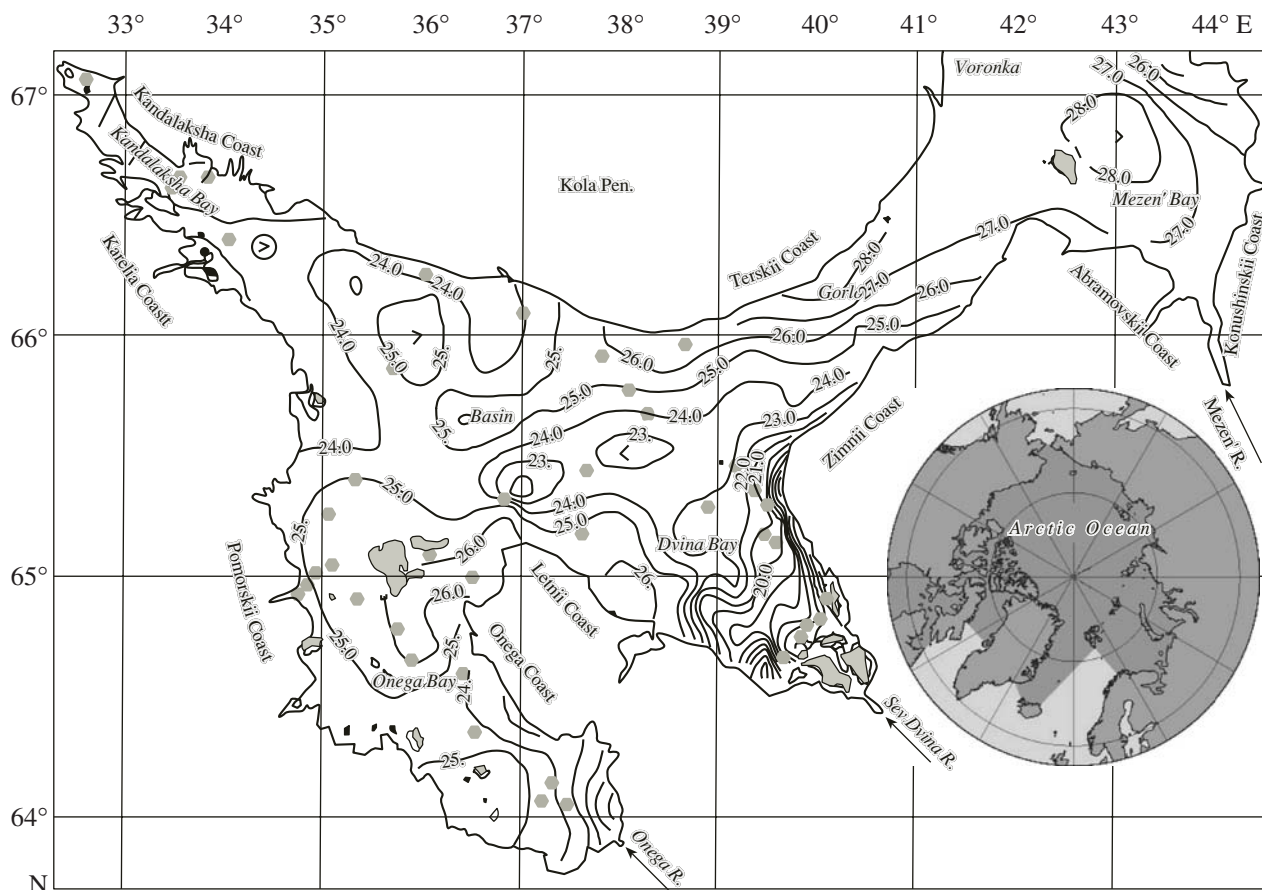 33° 34° 35° 36° 37° 38° 39° 40° 41° 42° 43° 44° E
Voronka
26.0
27.0
67°
28.0
Kandalaksha Coast
Kandalaksha Bay
Kola Pen.
28.0
Mezen' Bay
27.0
27.0
Konushinskii Coast
Karelia Coastt
Terskii Coast
28.0
Gorlo
27.0
26.0
Abramovskii Coast
24.0
24.0
25.0
66°
24.0
25.0
25.
25.
26.0
26.0
25.0
25.0
24.0
Mezen' R.
Basin
25.
24.0
24.0
23.0
Zimnii Coast
24.0
23.
23.
22.0
21.0
25.0
24.0
25.0
Arctic Ocean
25.
Dvina Bay
26.0
65°
26.
20.0
Pomorskii Coast
26.0
Letnii Coast
25.0
25.
Onega Coast
Onega Bay
24.
Sev Dvina R.
25.
64°
Onega R.
N